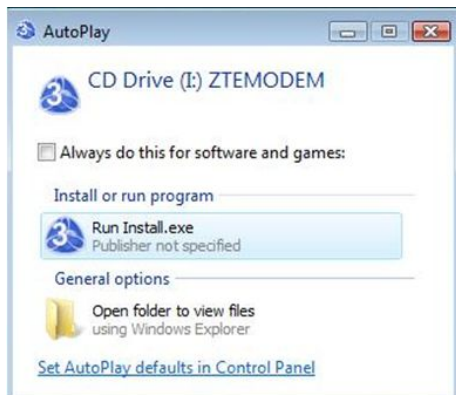 AutoPlay
CD Drive (I:) ZTEMODEM
Always do this for software and games:
Install or run program
Run Install.exe
Publisher not specified
General options
Open folder to view files
using Windows Explorer
Set AutoPlay defaults in Control Panel